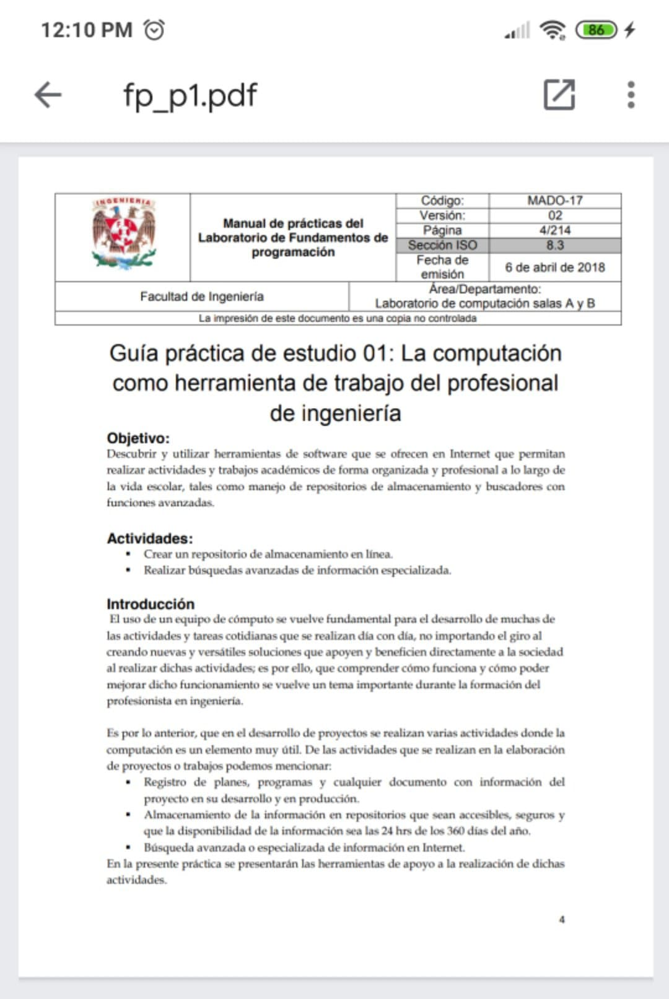 12:10 PM
86
fp_p1.pdf
INGENIERIA
Manual de prácticas del
Laboratorio de Fundamentos de
programación
Código: MADO-17
Versión: 02
Página 4/214
Sección ISO 8.3
Fecha de
emisión 6 de abril de 2018
Facultad de Ingeniería
Área/Departamento:
Laboratorio de computación salas A y B
La impresión de este documento es una copia no controlada
Guía práctica de estudio 01: La computación
como herramienta de trabajo del profesional
de ingeniería
Objetivo:
Descubrir y utilizar herramientas de software que se ofrecen en Internet que permitan
realizar actividades y trabajos académicos de forma organizada y profesional a lo largo de
la vida escolar, tales como manejo de repositorios de almacenamiento y buscadores con
funciones avanzadas.
Actividades:
▪ Crear un repositorio de almacenamiento en línea.
▪ Realizar búsquedas avanzadas de información especializada.
Introducción
El uso de un equipo de cómputo se vuelve fundamental para el desarrollo de muchas de
las actividades y tareas cotidianas que se realizan día con día, no importando el giro al
creando nuevas y versátiles soluciones que apoyen y beneficien directamente a la sociedad
al realizar dichas actividades; es por ello, que comprender cómo funciona y cómo poder
mejorar dicho funcionamiento se vuelve un tema importante durante la formación del
profesionista en ingeniería.
Es por lo anterior, que en el desarrollo de proyectos se realizan varias actividades donde la
computación es un elemento muy útil. De las actividades que se realizan en la elaboración
de proyectos o trabajos podemos mencionar:
▪ Registro de planes, programas y cualquier documento con información del
proyecto en su desarrollo y en producción.
▪ Almacenamiento de la información en repositorios que sean accesibles, seguros y
que la disponibilidad de la información sea las 24 hrs de los 360 días del año.
▪ Búsqueda avanzada o especializada de información en Internet.
En la presente práctica se presentarán las herramientas de apoyo a la realización de dichas
actividades.
4